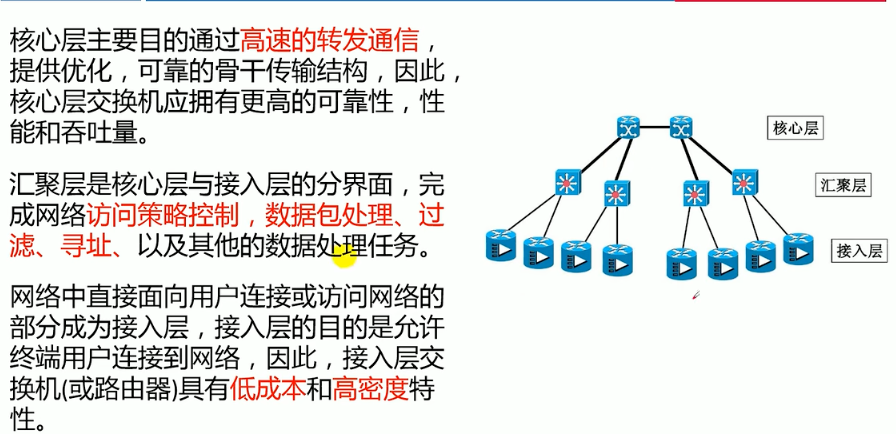 核心层主要目的通过高速的转发通信，
提供优化，可靠的骨干传输结构，因此，
核心层交换机应拥有更高的可靠性，性
能和吞吐量。
汇聚层是核心层与接入层的分界面，完
成网络访问策略控制，数据包处理、过
滤、寻址、以及其他的数据处理任务。
网络中直接面向用户连接或访问网络的
部分成为接入层，接入层的目的是允许
终端用户连接到网络，因此，接入层交
换机(或路由器)具有低成本和高密度特
性。
核心层
汇聚层
接入层